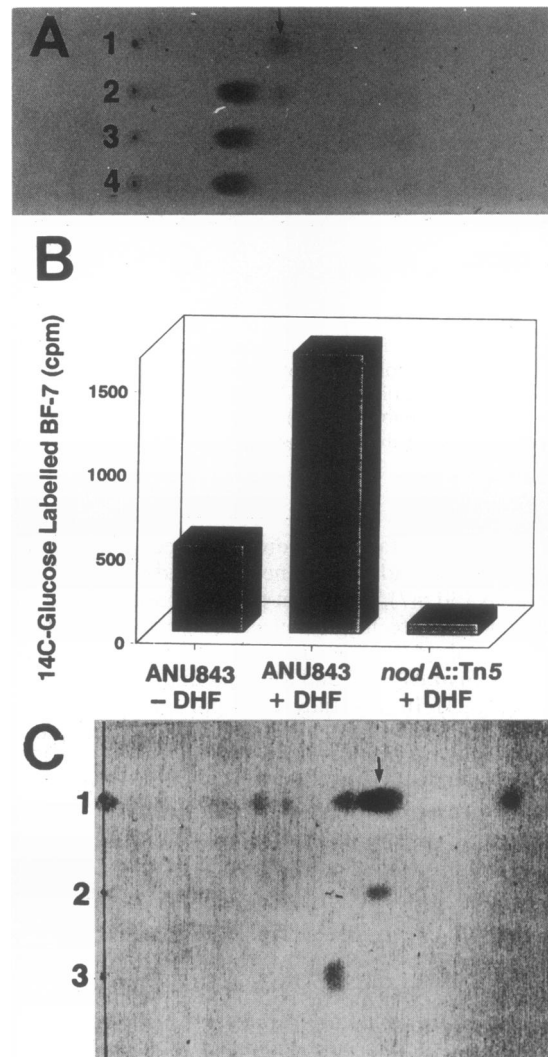 A
1
2
3
4
B
14C-Glucose Labelled BF-7 (cpm)
1500
1000
500
0
ANU843 ANU843 nod A::Tn5
– DHF + DHF + DHF
C
1
2
3